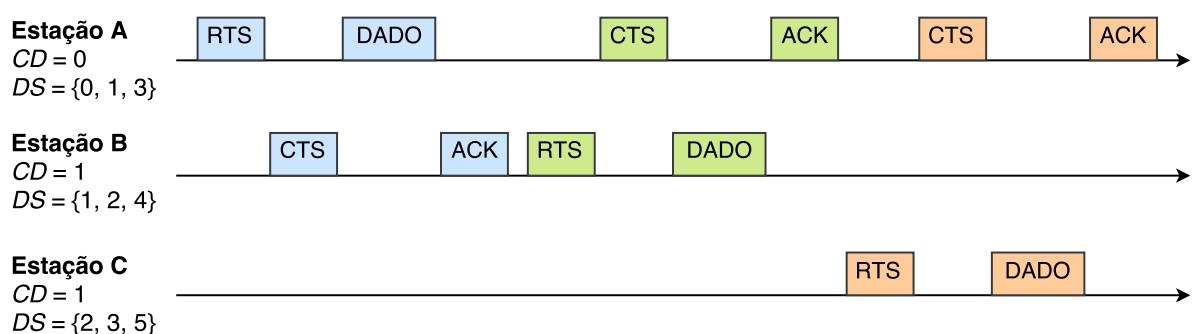 Estação A
CD = 0
DS = {0, 1, 3}
RTS
DADO
CTS
ACK
CTS
ACK
Estação B
CD = 1
DS = {1, 2, 4}
CTS
ACK
RTS
DADO
Estação C
CD = 1
DS = {2, 3, 5}
RTS
DADO